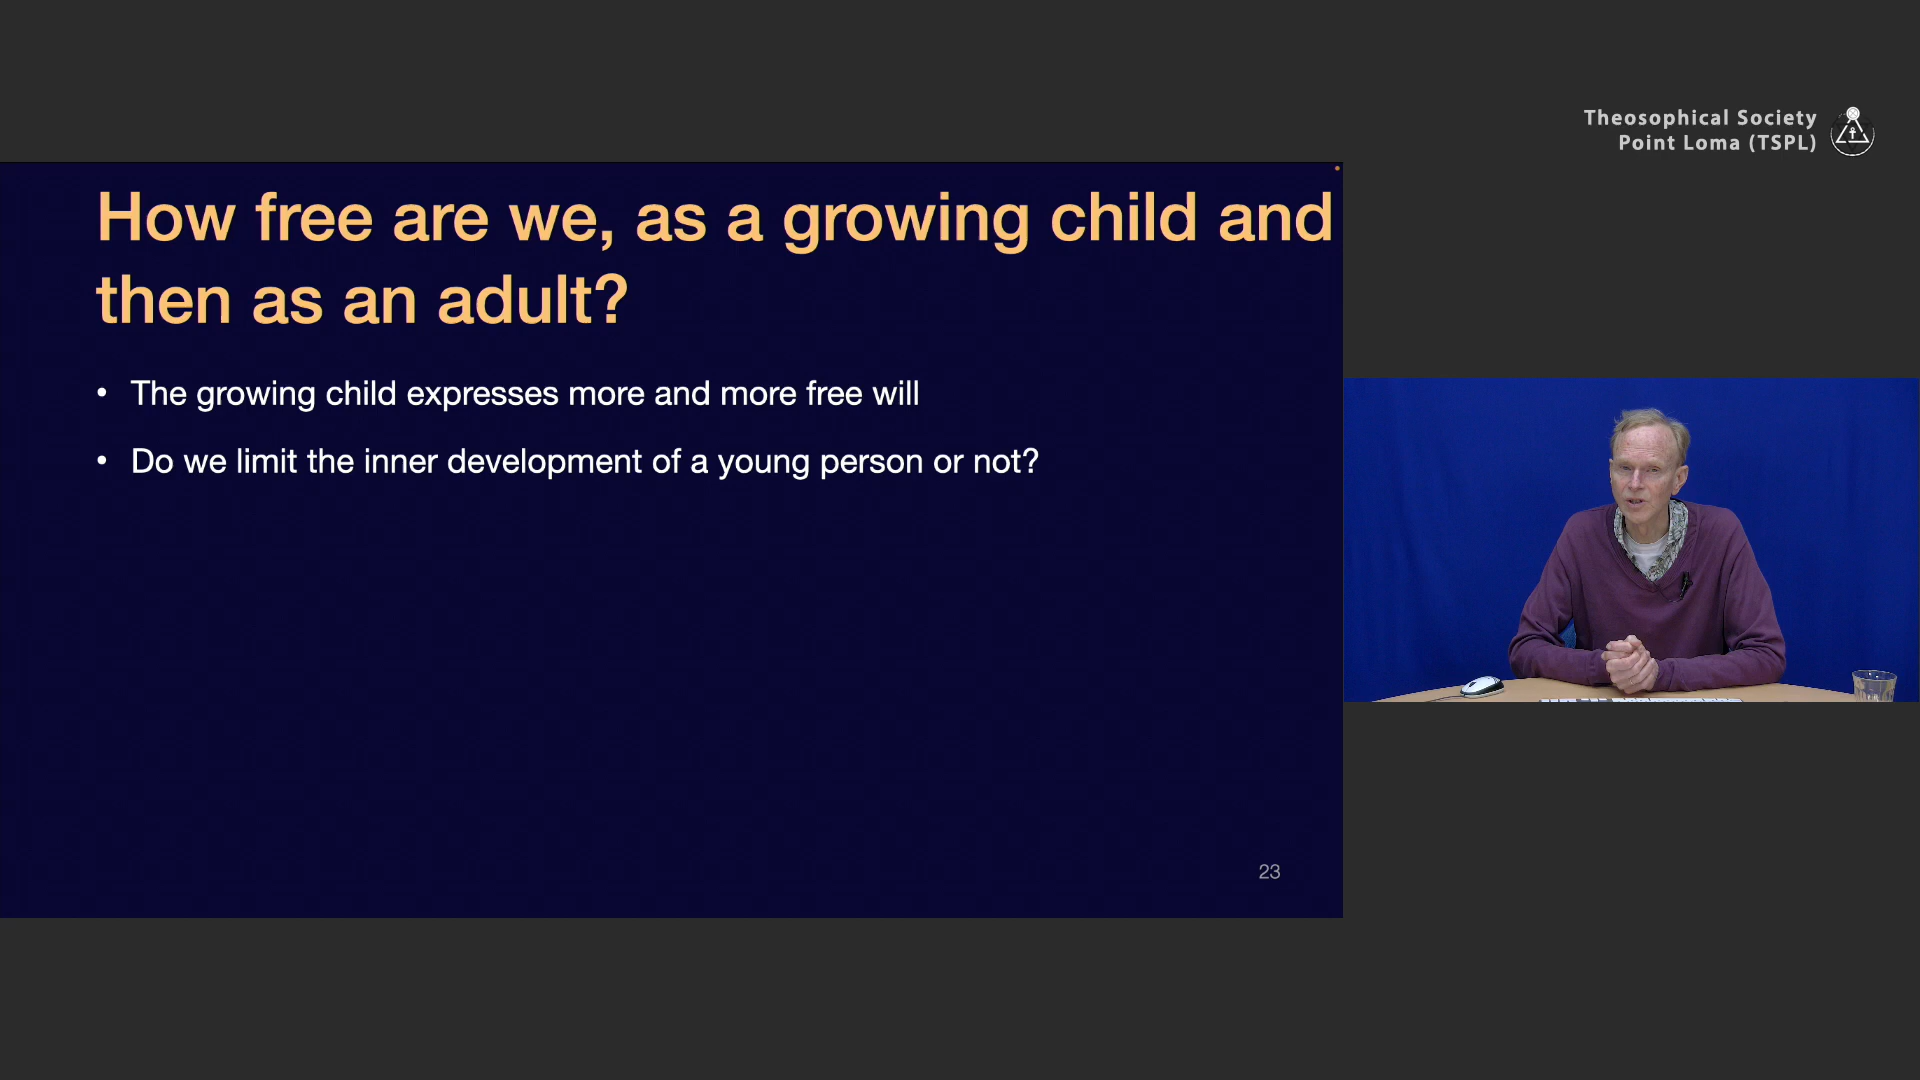 Theosophical Society
Point Loma (TSPL)
How free are we, as a growing child and
then as an adult?
• The growing child expresses more and more free will
• Do we limit the inner development of a young person or not?
23